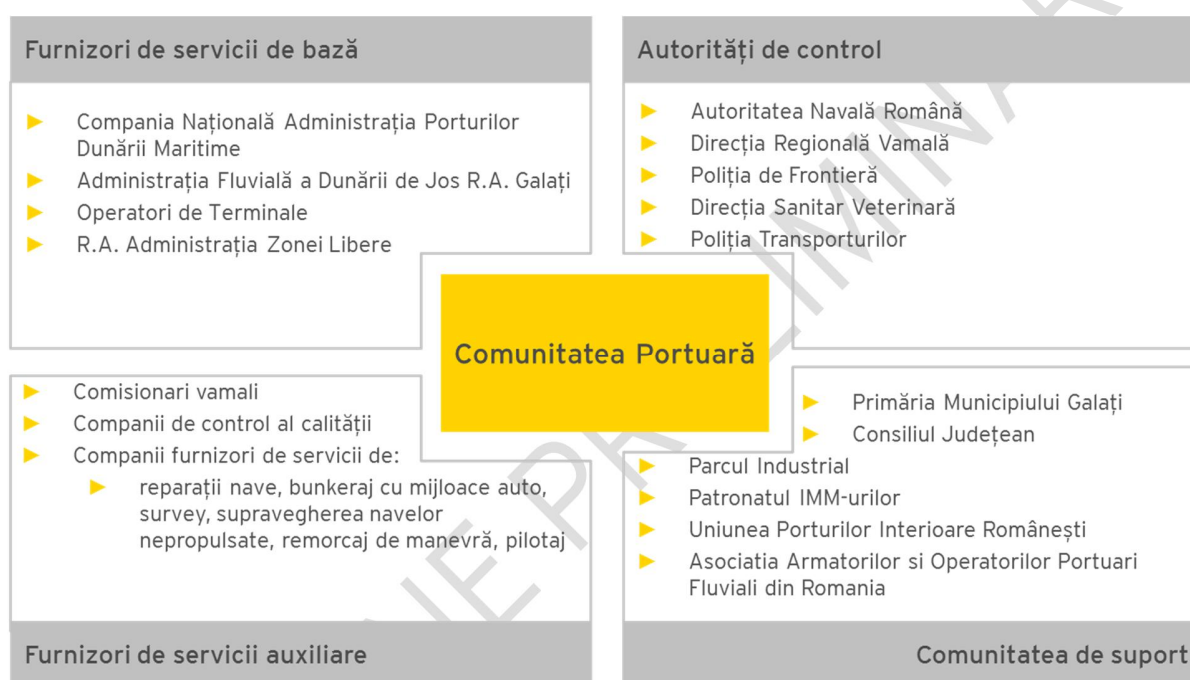 Furnizori de servicii de bază
► Compania Națională Administrația Porturilor
Dunării Maritime
► Administrația Fluvială a Dunării de Jos R.A. Galați
► Operatori de Terminale
► R.A. Administrația Zonei Libere
Autorități de control
► Autoritatea Navală Română
► Direcția Regională Vamală
► Poliția de Frontieră
► Direcția Sanitar Veterinară
► Poliția Transporturilor
Comunitatea Portuară
► Comisionari vamali
► Companii de control al calității
► Companii furnizori de servicii de:
► reparații nave, bunkeraj cu mijloace auto,
survey, supravegherea navelor
nepropulsate, remorcaj de manevră, pilotaj
Furnizori de servicii auxiliare
► Primăria Municipiului Galați
► Consiliul Județean
► Parcul Industrial
► Patronatul IMM-urilor
► Uniunea Porturilor Interioare Românești
► Asociatia Armatorilor si Operatorilor Portuari
Fluviali din Romania
Comunitatea de suport